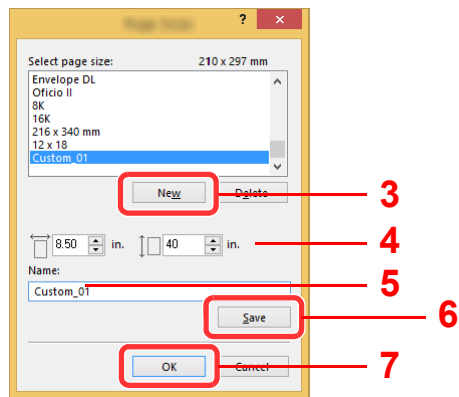 ?
Select page size: 210 x 297 mm
Envelope DL
Oficio II
8K
16K
216 x 340 mm
12 x 18
Custom_01
New Delete 3
8.50 in. 40 in. 4
Name:
Custom_01 5
Save 6
OK Cancel 7